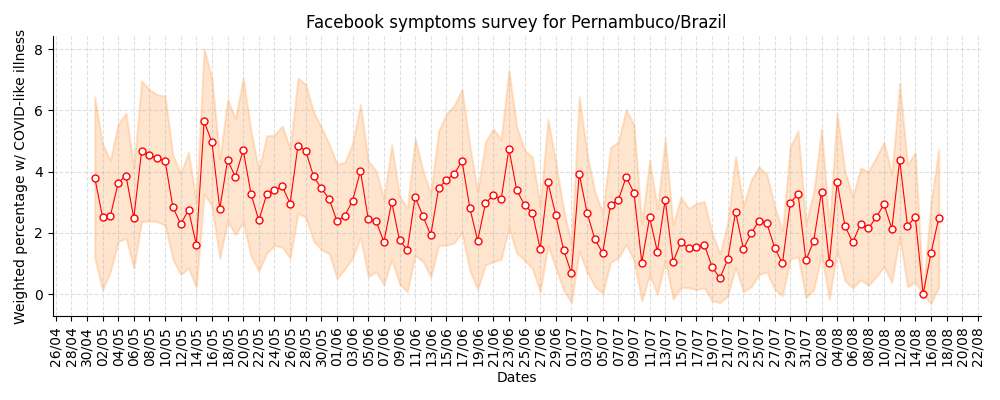 Facebook symptoms survey for Pernambuco/Brazil
Weighted percentage w/ COVID-like illness
8
6
4
2
0
26/04 28/04 30/04 02/05 04/05 06/05 08/05 10/05 12/05 14/05 16/05 18/05 20/05 22/05 24/05 26/05 28/05 30/05 01/06 03/06 05/06 07/06 09/06 11/06 13/06 15/06 17/06 19/06 21/06 23/06 25/06 27/06 29/06 01/07 03/07 05/07 07/07 09/07 11/07 13/07 15/07 17/07 19/07 21/07 23/07 25/07 27/07 29/07 31/07 02/08 04/08 06/08 08/08 10/08 12/08 14/08 16/08 18/08 20/08 22/08
Dates